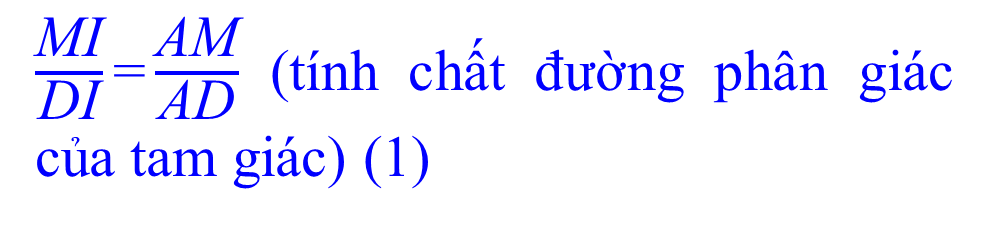 MI/DI = AM/AD (tính chất đường phân giác
của tam giác) (1)